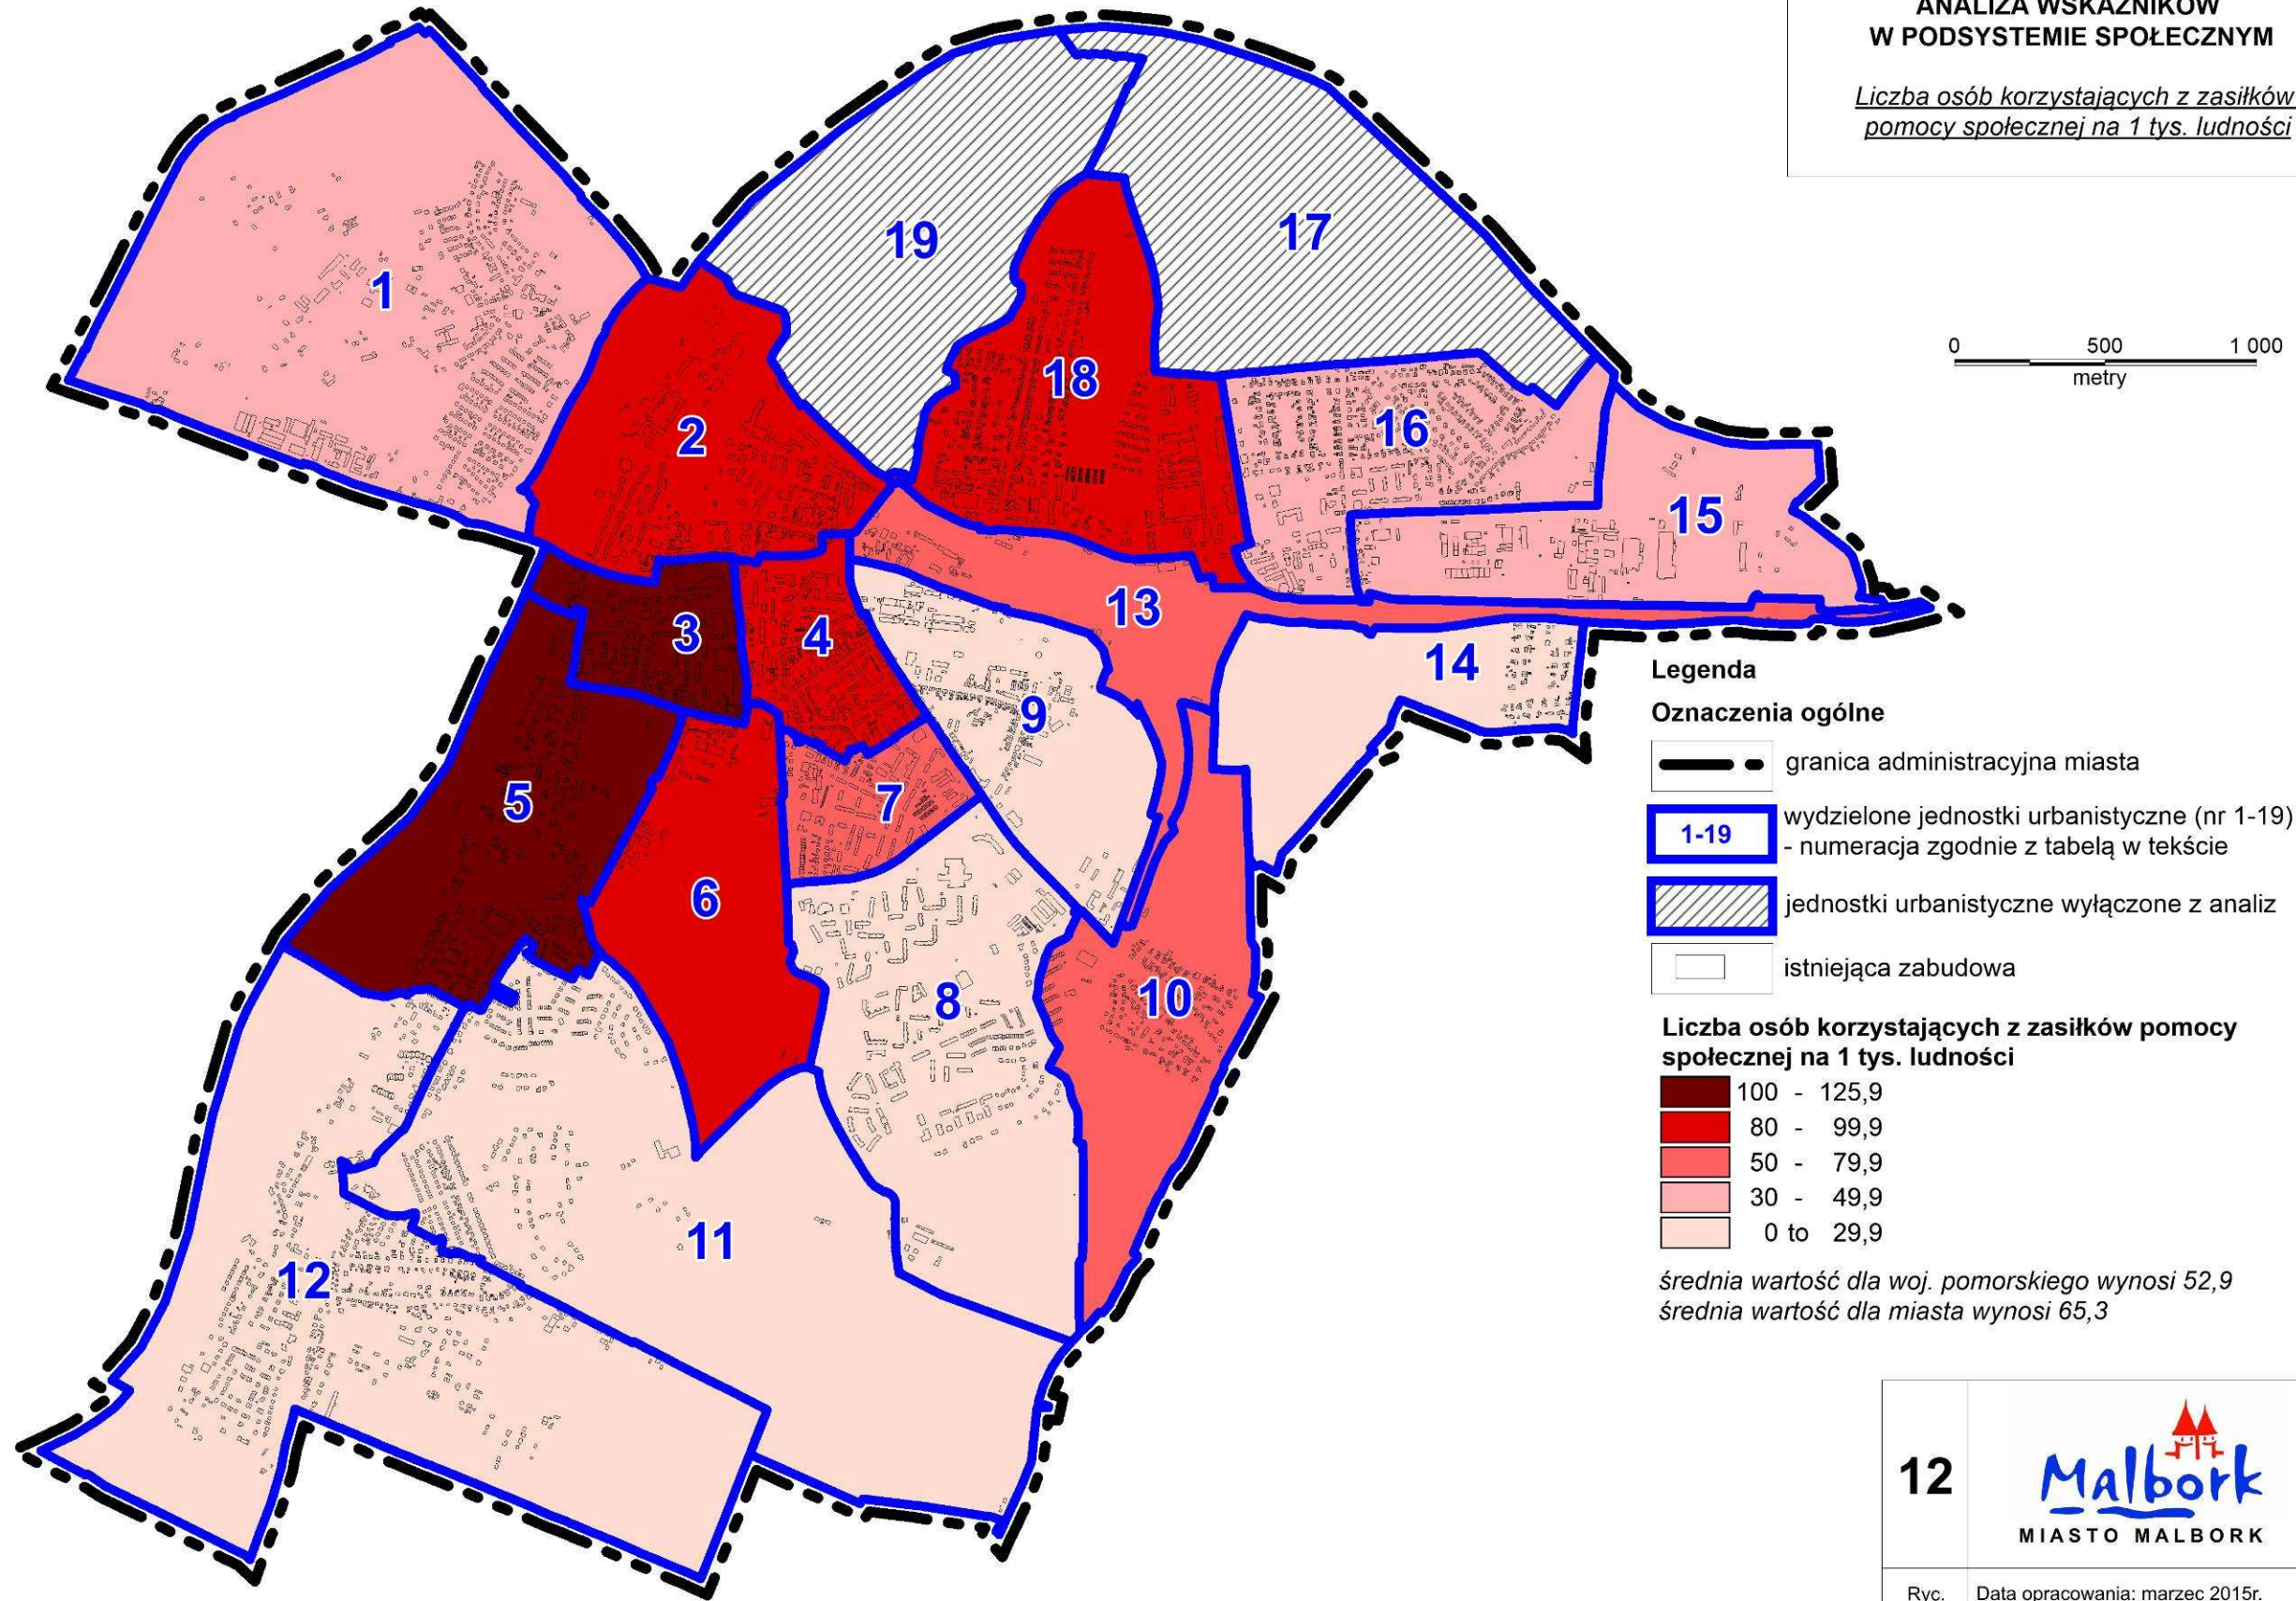 ANALIZA WSKAŹNIKÓW
W PODSYSTEMIE SPOŁECZNYM
Liczba osób korzystających z zasiłków
pomocy społecznej na 1 tys. ludności
0 500 1 000
metry
1
2
3
4
5
6
7
8
9
10
11
12
13
14
15
16
17
18
19
Legenda
Oznaczenia ogólne
granica administracyjna miasta
1-19
wydzielone jednostki urbanistyczne (nr 1-19)
- numeracja zgodnie z tabelą w tekście
jednostki urbanistyczne wyłączone z analiz
istniejąca zabudowa
Liczba osób korzystających z zasiłków pomocy
społecznej na 1 tys. ludności
100 - 125,9
80 - 99,9
50 - 79,9
30 - 49,9
0 to 29,9
średnia wartość dla woj. pomorskiego wynosi 52,9
średnia wartość dla miasta wynosi 65,3
12
Malbork
MIASTO MALBORK
Ryc. Data opracowania: marzec 2015r.